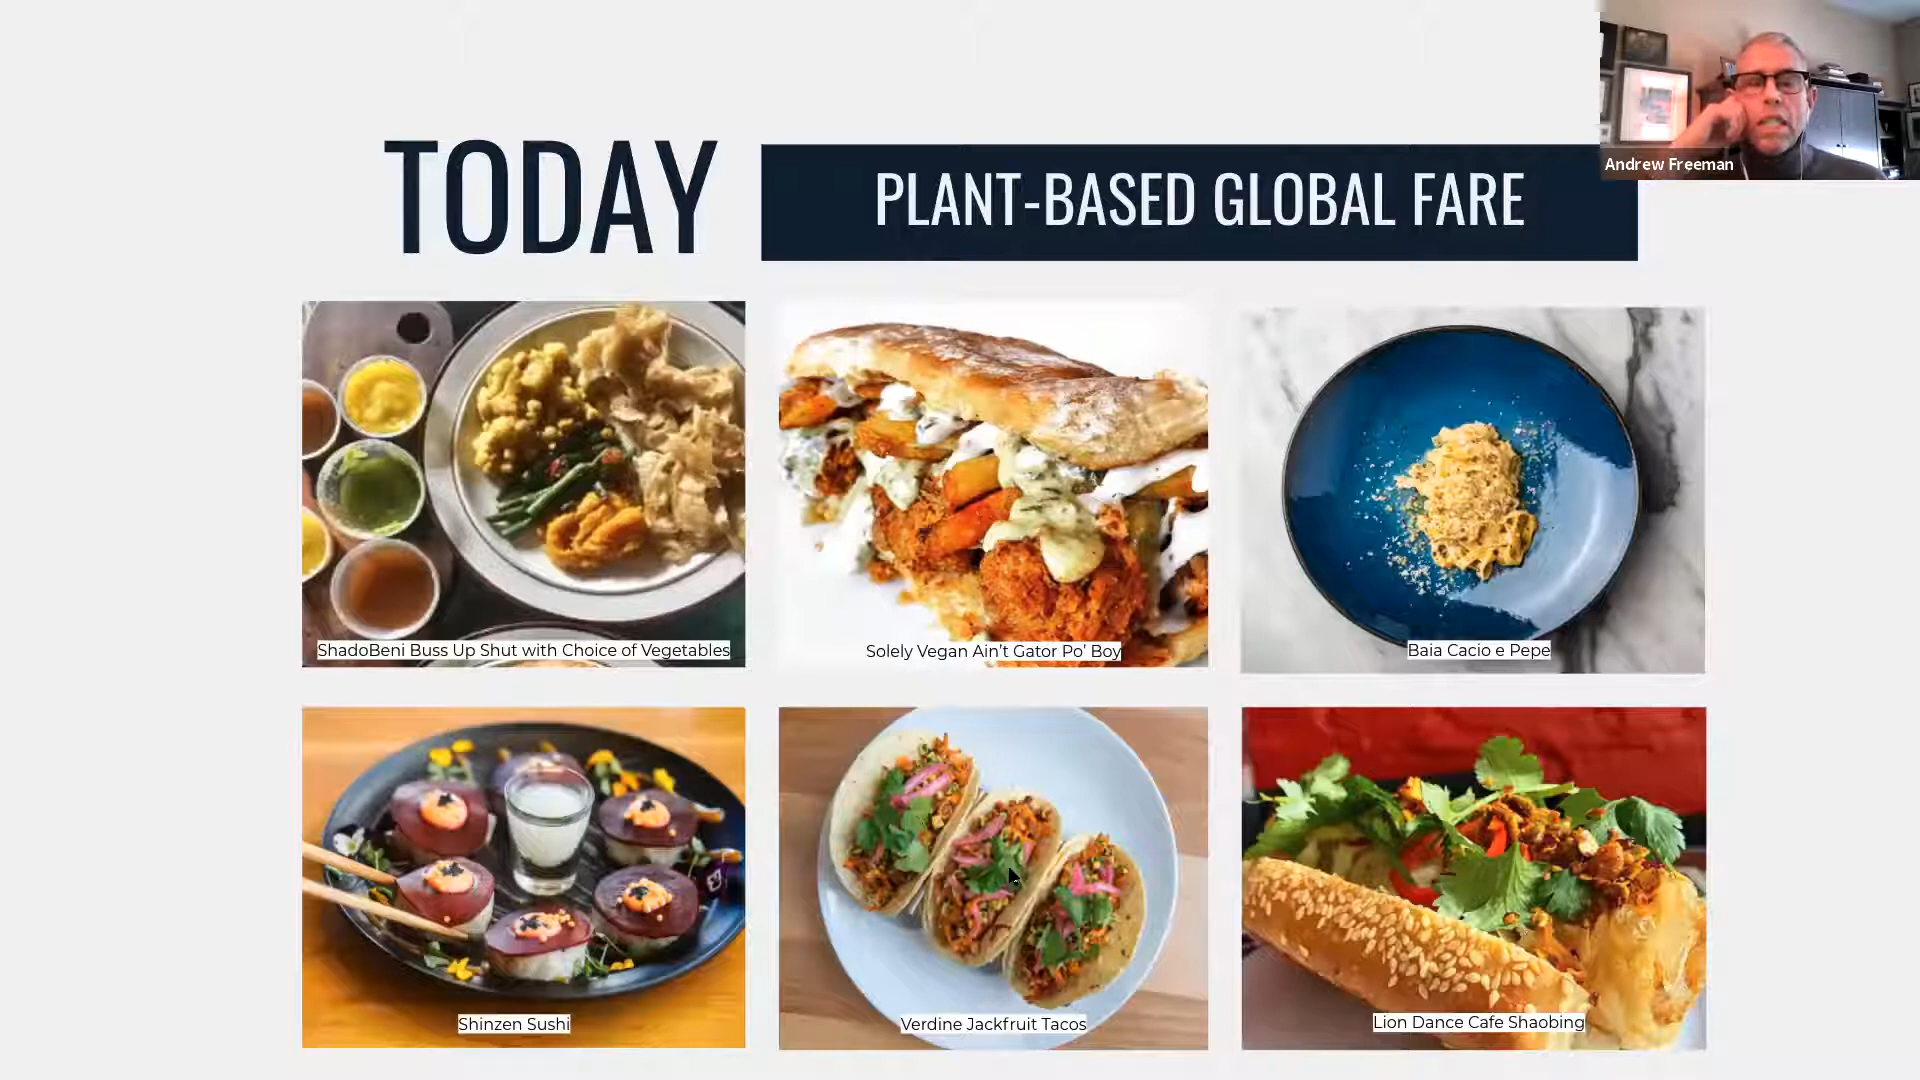 TODAY
PLANT-BASED GLOBAL FARE
Andrew Freeman
ShadoBeni Buss Up Shut with Choice of Vegetables
Solely Vegan Ain't Gator Po' Boy
Baia Cacio e Pepe
Shinzen Sushi
Verdine Jackfruit Tacos
Lion Dance Cafe Shaobing